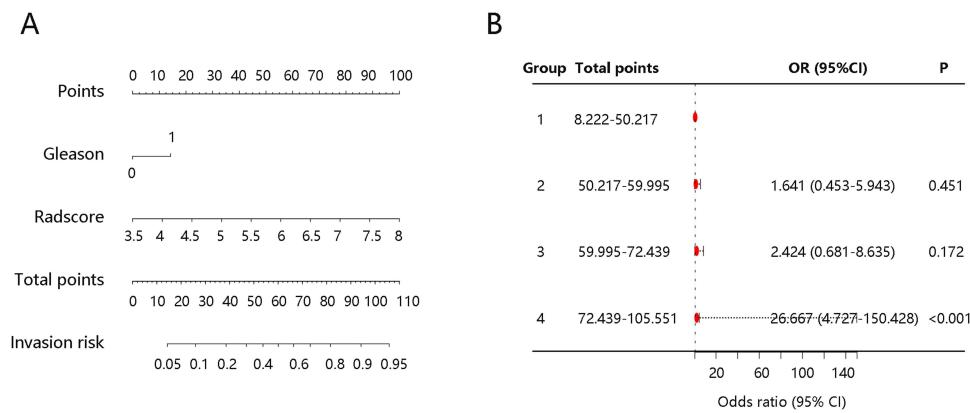 A
0 10 20 30 40 50 60 70 80 90 100
Points
1
Gleason
0
Radscore
3.5 4 4.5 5 5.5 6 6.5 7 7.5 8
Total points
0 10 20 30 40 50 60 70 80 90 100 110
Invasion risk
0.05 0.1 0.2 0.4 0.6 0.8 0.9 0.95
B
Group Total points OR (95%CI) P
1 8.222-50.217
2 50.217-59.995 1.641 (0.453-5.943) 0.451
3 59.995-72.439 2.424 (0.681-8.635) 0.172
4 72.439-105.551 26.667 (4.727-150.428) <0.001
20 60 100 140
Odds ratio (95% CI)